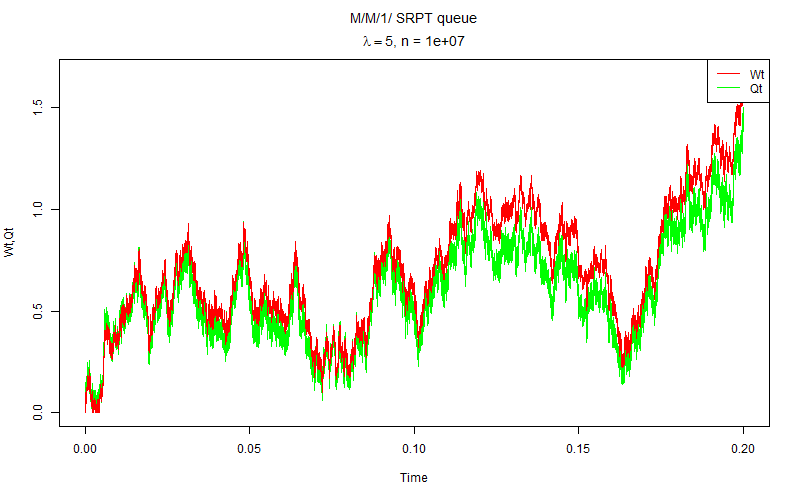 M/M/1/ SRPT queue
λ = 5, n = 1e+07
Wt
Qt
Wt,Qt
1.5
1.0
0.5
0.0
0.00 0.05 0.10 0.15 0.20
Time